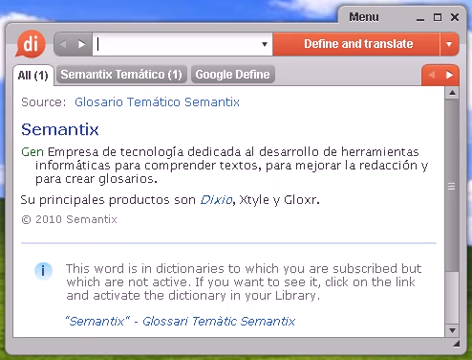 Menu
di
Define and translate
All (1) Semantix Temático (1) Google Define
Source: Glosario Temático Semantix
Semantix
Gen Empresa de tecnología dedicada al desarrollo de herramientas
informáticas para comprender textos, para mejorar la redacción y
para crear glosarios.
Su principales productos son Dixio, Xtyle y Gloxr.
© 2010 Semantix
i
This word is in dictionaries to which you are subscribed but
which are not active. If you want to see it, click on the link
and activate the dictionary in your Library.
"Semantix" - Glossari Temàtic Semantix